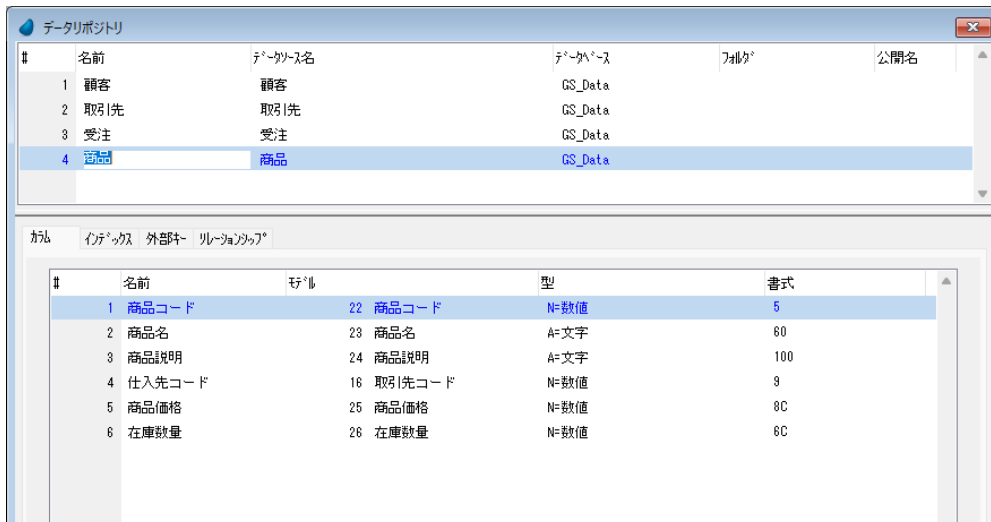 データリポジトリ
# 名前 ﾃﾞｰﾀｿｰｽ名 ﾃﾞｰﾀﾍﾞｰｽ ﾌｫﾙﾀﾞ 公開名
1 顧客 顧客 GS_Data
2 取引先 取引先 GS_Data
3 受注 受注 GS_Data
4 商品 商品 GS_Data
ｶﾗﾑ ｲﾝﾃﾞｯｸｽ 外部ｷｰ ﾘﾚｰｼｮﾝｼｯﾌﾟ
# 名前 ﾓﾃﾞﾙ 型 書式
1 商品コード 22 商品コード N=数値 5
2 商品名 23 商品名 A=文字 60
3 商品説明 24 商品説明 A=文字 100
4 仕入先コード 16 取引先コード N=数値 9
5 商品価格 25 商品価格 N=数値 8C
6 在庫数量 26 在庫数量 N=数値 6C